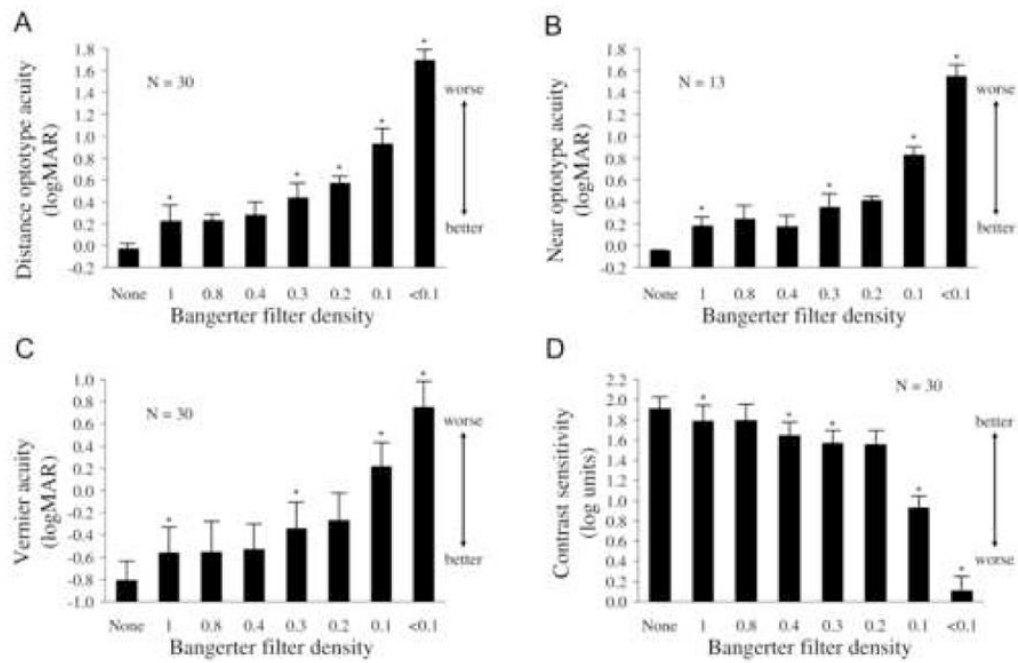 A
Distance optotype acuity
(logMAR)
1.8
1.6
1.4
1.2
1.0
0.8
0.6
0.4
0.2
0.0
-0.2
N = 30
* * * * *
worse
better
None 1 0.8 0.4 0.3 0.2 0.1 <0.1
Bangerter filter density
B
Near optotype acuity
(logMAR)
1.8
1.6
1.4
1.2
1.0
0.8
0.6
0.4
0.2
0.0
-0.2
N = 13
* * * *
worse
better
None 1 0.8 0.4 0.3 0.2 0.1 <0.1
Bangerter filter density
C
Vernier acuity
(logMAR)
1.0
0.8
0.6
0.4
0.2
0.0
-0.2
-0.4
-0.6
-0.8
-1.0
N = 30
* * * *
worse
better
None 1 0.8 0.4 0.3 0.2 0.1 <0.1
Bangerter filter density
D
Contrast sensitivity
(log units)
2.2
2.0
1.8
1.6
1.4
1.2
1.0
0.8
0.6
0.4
0.2
0.0
N = 30
* * * * *
better
worse
None 1 0.8 0.4 0.3 0.2 0.1 <0.1
Bangerter filter density